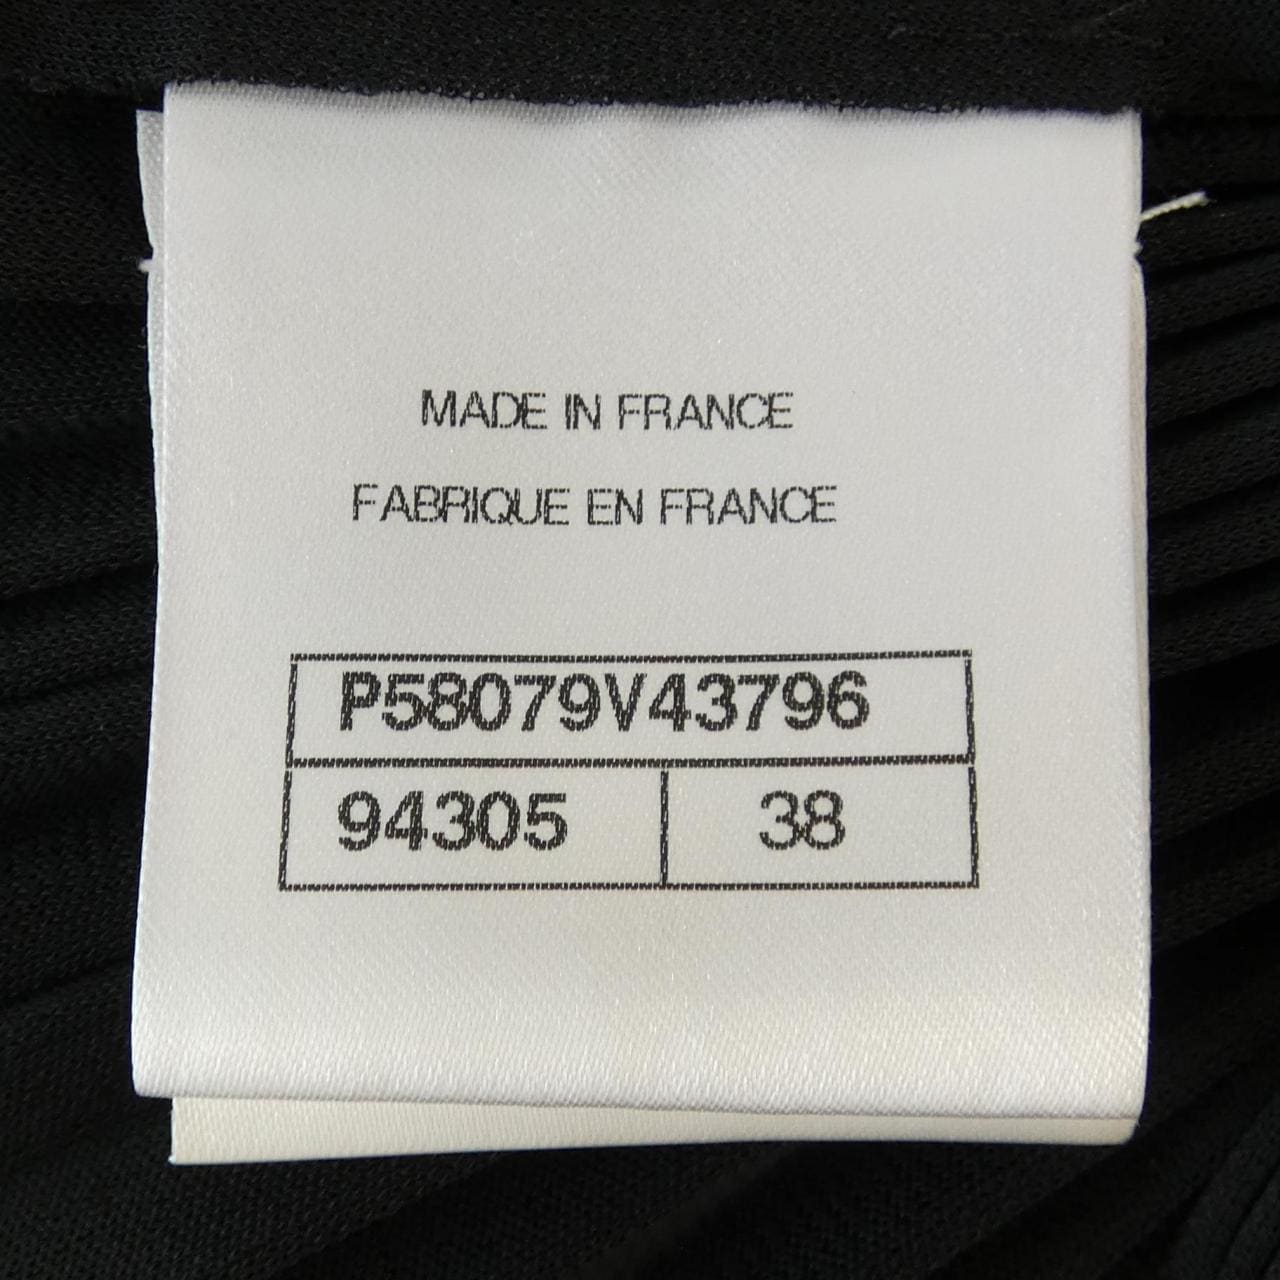 MADE IN FRANCE
FABRIQUE EN FRANCE
P58079V43796
94305 38